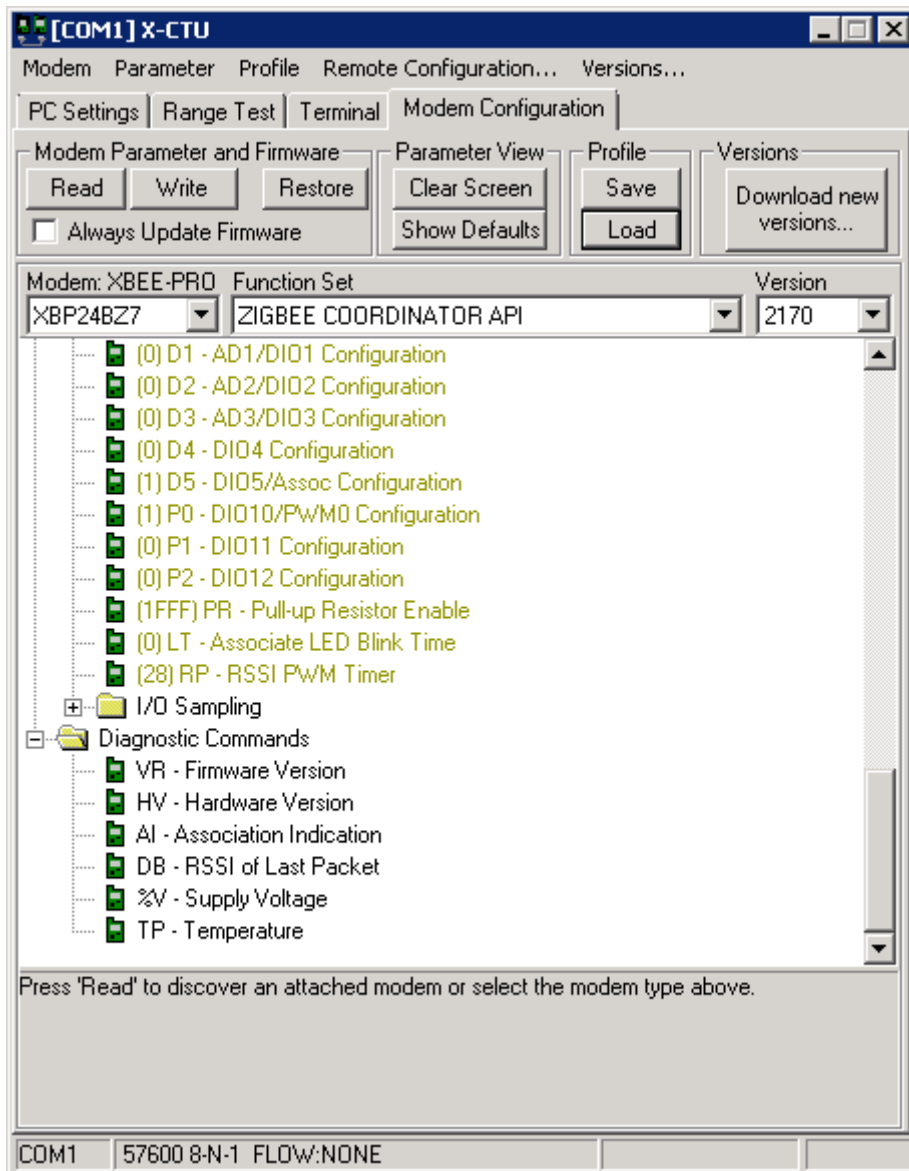 [COM1] X-CTU
Modem Parameter Profile Remote Configuration... Versions...
PC Settings Range Test Terminal Modem Configuration
Modem Parameter and Firmware Parameter View Profile Versions
Read Write Restore Clear Screen Save Download new versions...
Always Update Firmware Show Defaults Load
Modem: XBEE-PRO Function Set Version
XBP24BZ7 ZIGBEE COORDINATOR API 2170
(0) D1 - AD1/DIO1 Configuration
(0) D2 - AD2/DIO2 Configuration
(0) D3 - AD3/DIO3 Configuration
(0) D4 - DIO4 Configuration
(1) D5 - DIO5/Assoc Configuration
(1) P0 - DIO10/PWM0 Configuration
(0) P1 - DIO11 Configuration
(0) P2 - DIO12 Configuration
(1FFF) PR - Pull-up Resistor Enable
(0) LT - Associate LED Blink Time
(28) RP - RSSI PWM Timer
I/O Sampling
Diagnostic Commands
VR - Firmware Version
HV - Hardware Version
AI - Association Indication
DB - RSSI of Last Packet
%V - Supply Voltage
TP - Temperature
Press 'Read' to discover an attached modem or select the modem type above.
COM1 57600 8-N-1 FLOW:NONE